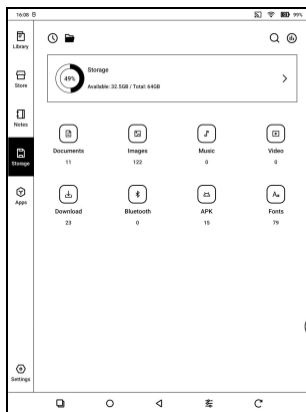 16:08
99%
Library
Store
Notes
Storage
Apps
Settings
49%
Storage
Available: 32.5GB / Total: 64GB
Documents
11
Images
122
Music
0
Video
0
Download
23
Bluetooth
0
APK
15
Aa
Fonts
79